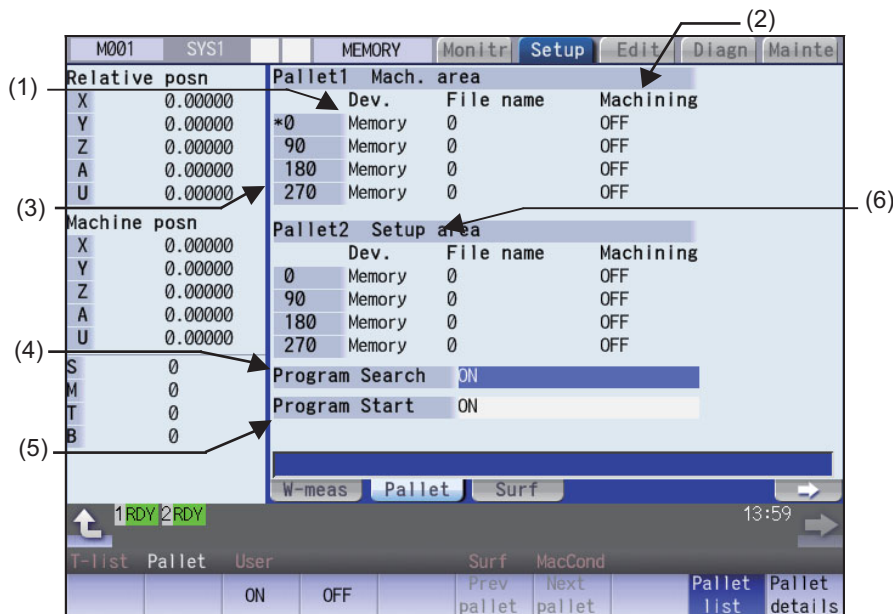 (2)
M001 SYS1 MEMORY Monitr Setup Edit Diagn Mainte
(1)
Relative posn
X 0.00000
Y 0.00000
Z 0.00000
A 0.00000
U 0.00000
(3)
Machine posn
X 0.00000
Y 0.00000
Z 0.00000
A 0.00000
U 0.00000
(4)
S 0
M 0
T 0
B 0
(5)
Pallet1 Mach. area
Dev. File name Machining
*0 Memory 0 OFF
90 Memory 0 OFF
180 Memory 0 OFF
270 Memory 0 OFF
(6)
Pallet2 Setup area
Dev. File name Machining
0 Memory 0 OFF
90 Memory 0 OFF
180 Memory 0 OFF
270 Memory 0 OFF
Program Search ON
Program Start ON
W-meas Pallet Surf
1 RDY 2 RDY 13:59
T-list Pallet User Surf MacCond
ON OFF Prev pallet Next pallet Pallet list Pallet details